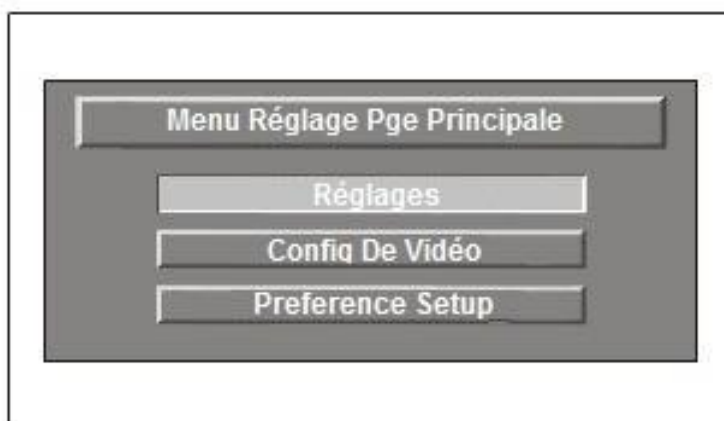 Menu Réglage Pge Principale
Réglages
Config De Vidéo
Preference Setup